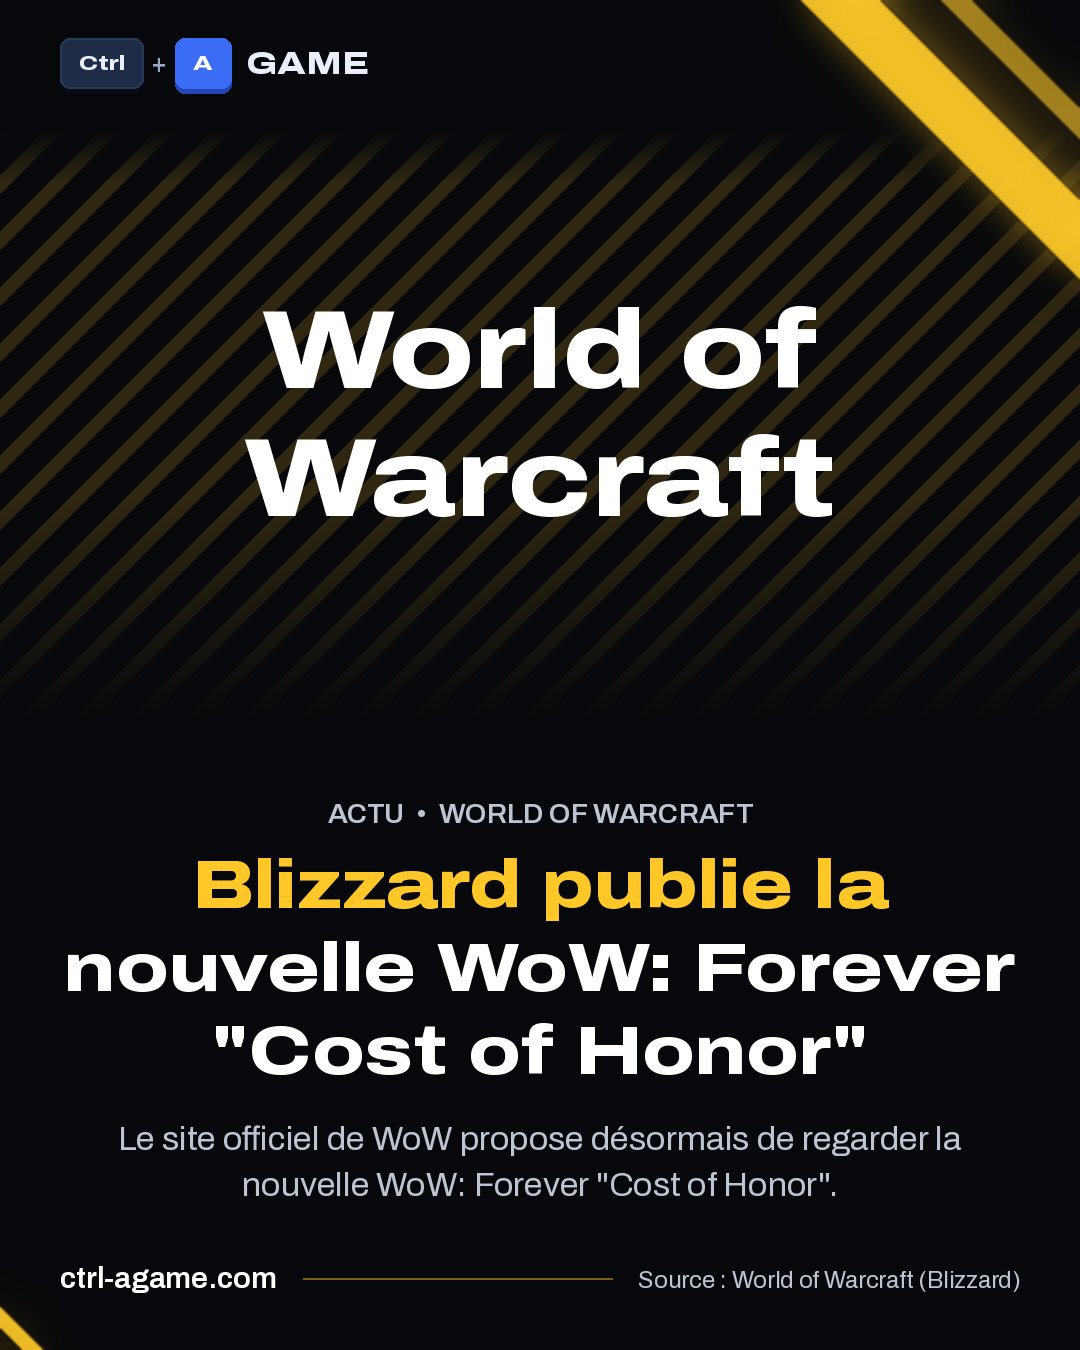 Ctrl + A GAME
World of
Warcraft
ACTU • WORLD OF WARCRAFT
Blizzard publie la
nouvelle WoW: Forever
"Cost of Honor"
Le site officiel de WoW propose désormais de regarder la
nouvelle WoW: Forever "Cost of Honor".
ctrl-agame.com
Source : World of Warcraft (Blizzard)